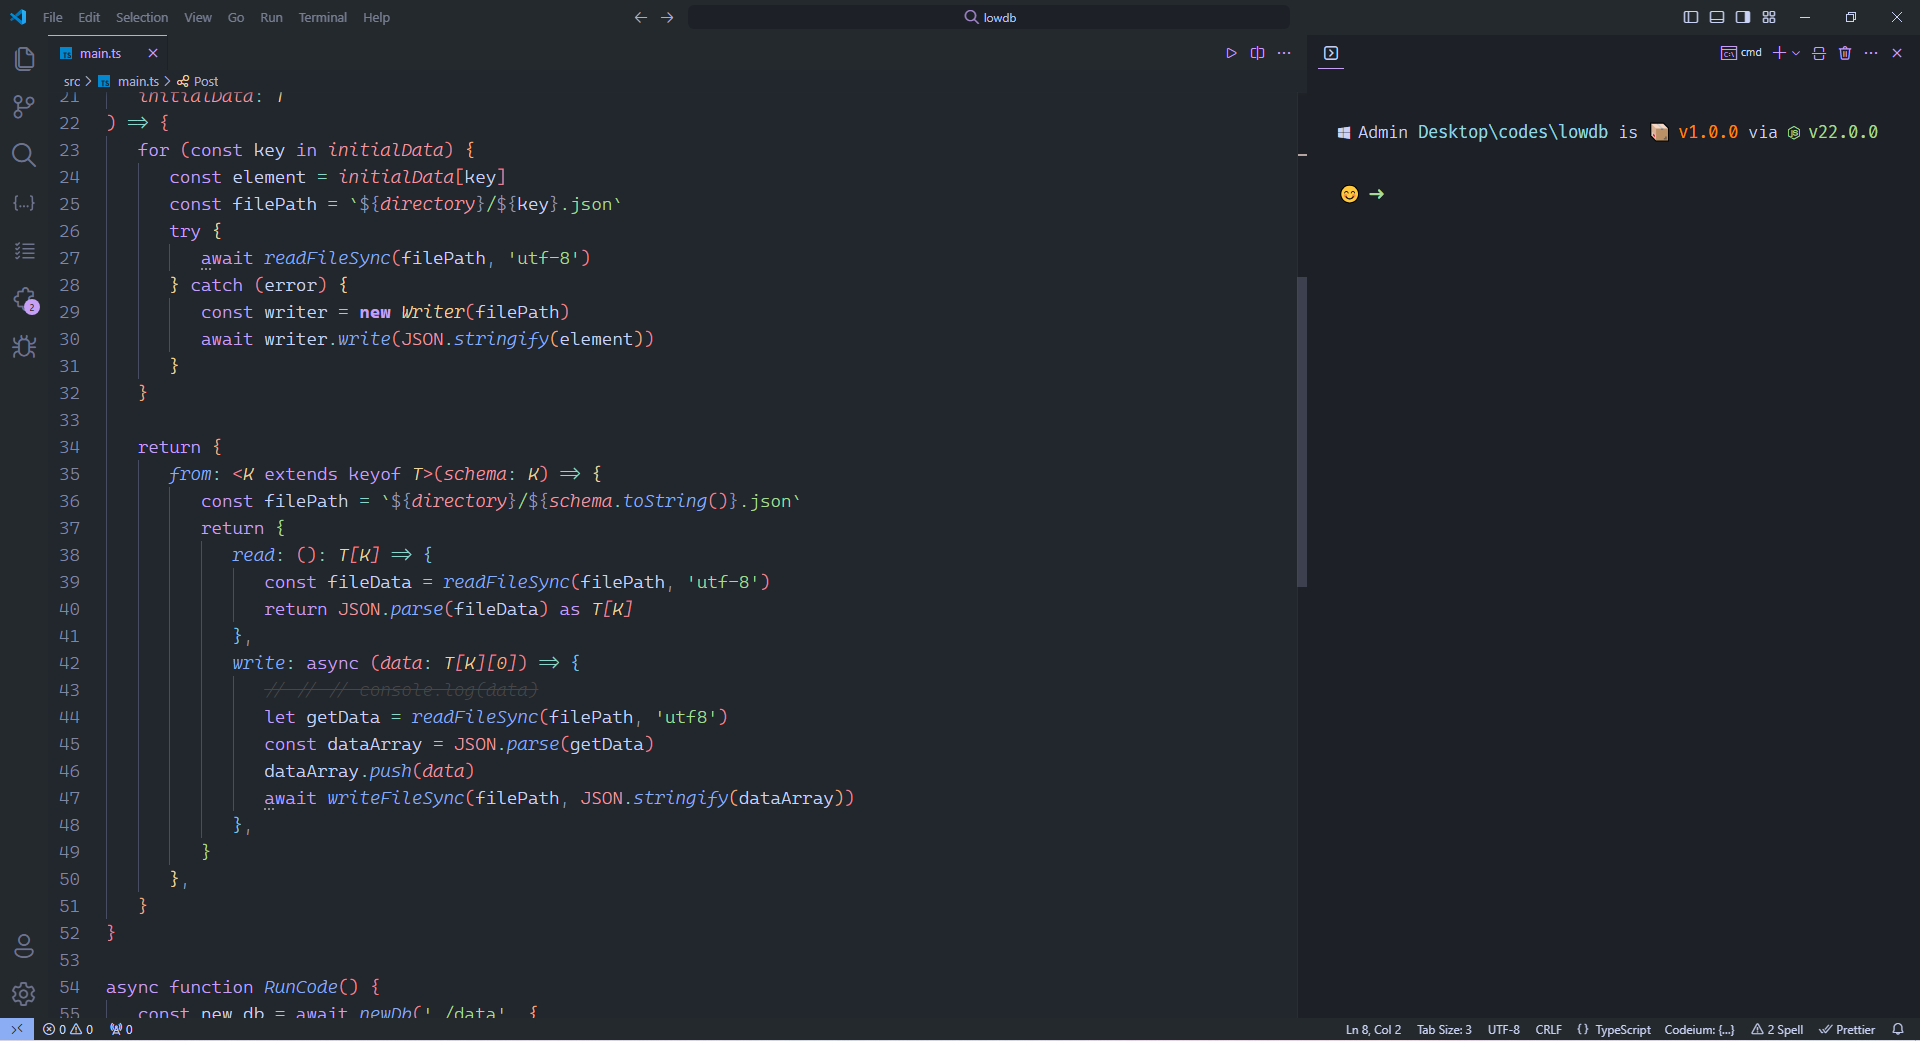 File Edit Selection View Go Run Terminal Help
lowdb
main.ts
cmd
src > main.ts > Post
21 initialData: T
22 ) => {
23 for (const key in initialData) {
24 const element = initialData[key]
25 const filePath = `${directory}/${key}.json`
26 try {
27 await readFileSync(filePath, 'utf-8')
28 } catch (error) {
29 const writer = new Writer(filePath)
30 await writer.write(JSON.stringify(element))
31 }
32 }
33
34 return {
35 from: <K extends keyof T>(schema: K) => {
36 const filePath = `${directory}/${schema.toString()}.json`
37 return {
38 read: (): T[K] => {
39 const fileData = readFileSync(filePath, 'utf-8')
40 return JSON.parse(fileData) as T[K]
41 },
42 write: async (data: T[K][0]) => {
43 // // // console.log(data)
44 let getData = readFileSync(filePath, 'utf8')
45 const dataArray = JSON.parse(getData)
46 dataArray.push(data)
47 await writeFileSync(filePath, JSON.stringify(dataArray))
48 },
49 }
50 },
51 }
52 }
53
54 async function RunCode() {
55 const new_db = await newDb('./data', {
Admin Desktop\codes\lowdb is 📦 v1.0.0 via v22.0.0
😊 ➜
2
0 0 0
Ln 8, Col 2 Tab Size: 3 UTF-8 CRLF {} TypeScript Codeium: {...} 2 Spell Prettier